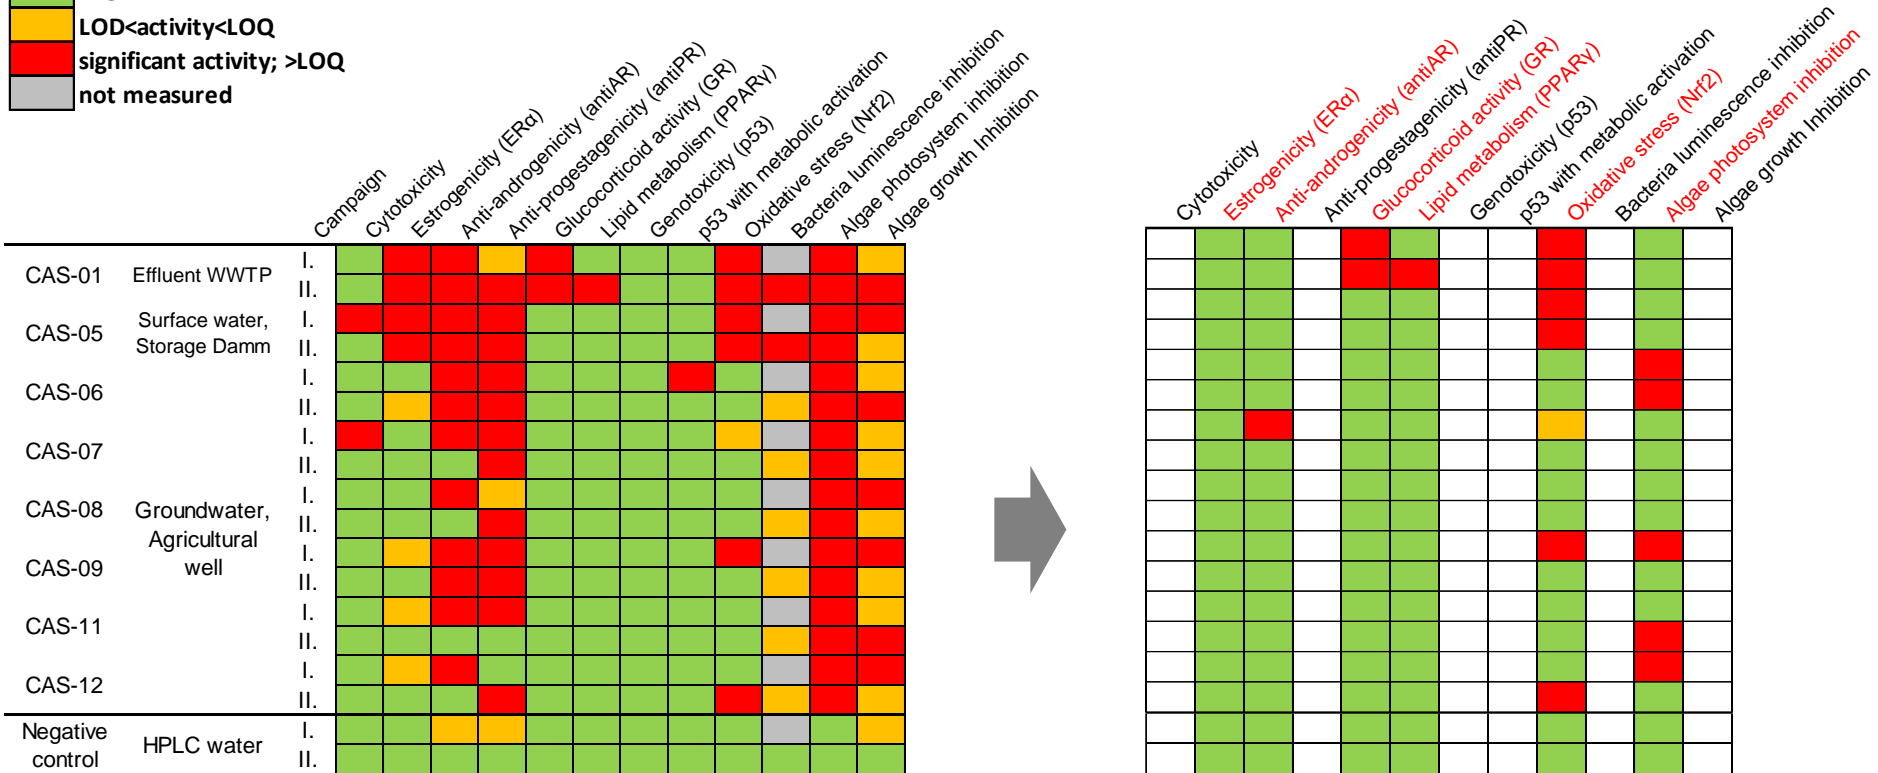 LOD<activity<LOQ
significant activity; >LOQ
not measured
Campaign
Cytotoxicity
Estrogenicity (ERα)
Anti-androgenicity (antiAR)
Anti-progestagenicity (antiPR)
Glucocorticoid activity (GR)
Lipid metabolism (PPARγ)
Genotoxicity (p53)
p53 with metabolic activation
Oxidative stress (Nrf2)
Bacteria luminescence inhibition
Algae photosystem inhibition
Algae growth Inhibition
Cytotoxicity
Estrogenicity (ERα)
Anti-androgenicity (antiAR)
Anti-progestagenicity (antiPR)
Glucocorticoid activity (GR)
Lipid metabolism (PPARγ)
Genotoxicity (p53)
p53 with metabolic activation
Oxidative stress (Nrf2)
Bacteria luminescence inhibition
Algae photosystem inhibition
Algae growth Inhibition
CAS-01
Effluent WWTP
I.
II.
CAS-05
Surface water,
Storage Damm
I.
II.
CAS-06
I.
II.
CAS-07
I.
II.
CAS-08
I.
II.
Groundwater,
Agricultural
well
CAS-09
I.
II.
CAS-11
I.
II.
CAS-12
I.
II.
Negative
control
HPLC water
I.
II.